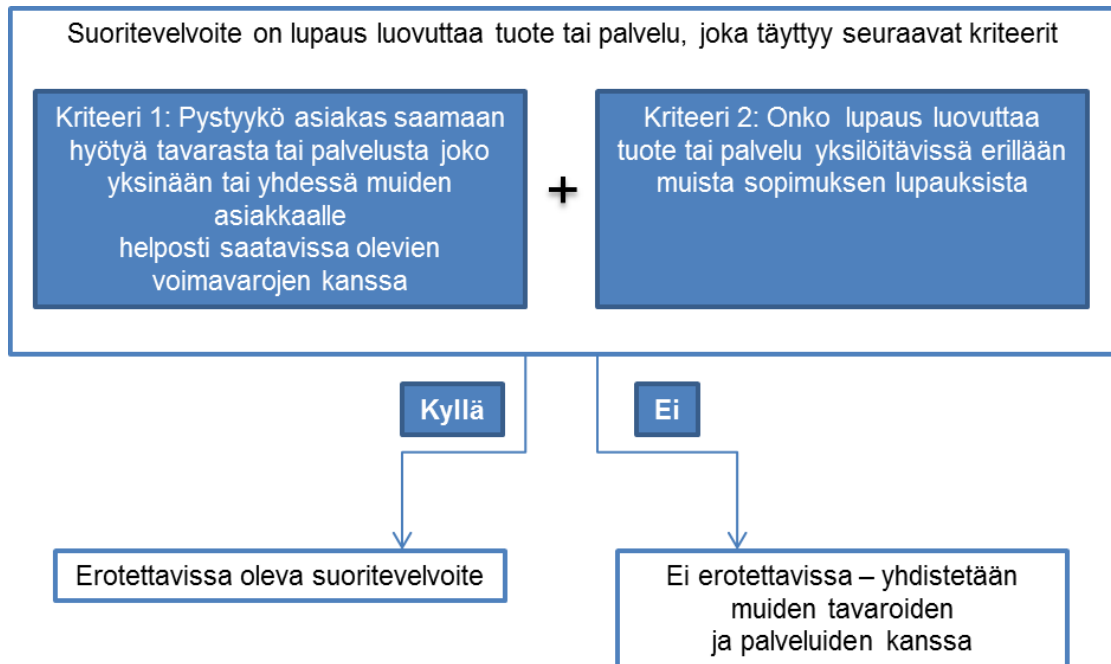 Suoritevelvoite on lupaus luovuttaa tuote tai palvelu, joka täyttyy seuraavat kriteerit
Kriteeri 1: Pystyykö asiakas saamaan
hyötyä tavarasta tai palvelusta joko
yksinään tai yhdessä muiden
asiakkaalle
helposti saatavissa olevien
voimavarojen kanssa
+
Kriteeri 2: Onko lupaus luovuttaa
tuote tai palvelu yksilöitävissä erillään
muista sopimuksen lupauksista
Kyllä
Ei
Erotettavissa oleva suoritevelvoite
Ei erotettavissa – yhdistetään
muiden tavaroiden
ja palveluiden kanssa